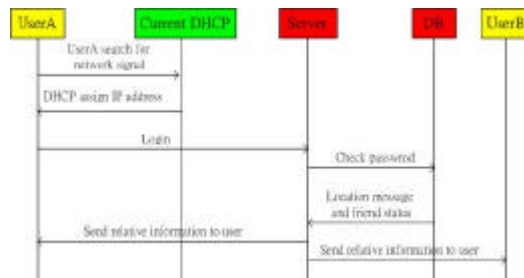 UserA Current DHCP Server DB UserB
UserA search for
network signal
DHCP assign IP address
Login
Check password
Location message
and friend status
Send relative information to user
Send relative information to user